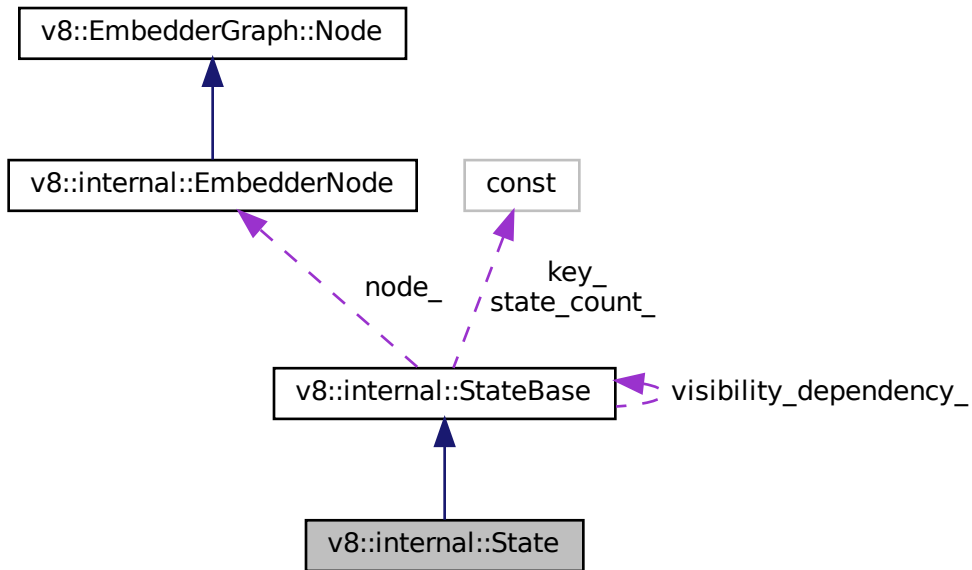 v8::EmbedderGraph::Node
v8::internal::EmbedderNode
const
node_
key_
state_count_
v8::internal::StateBase
visibility_dependency_
v8::internal::State